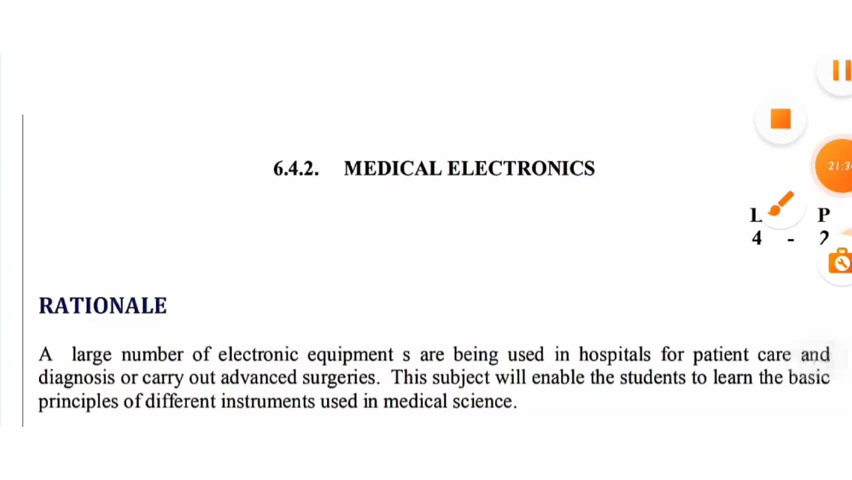 6.4.2. MEDICAL ELECTRONICS
L P
4 - 2
RATIONALE
A large number of electronic equipment s are being used in hospitals for patient care and
diagnosis or carry out advanced surgeries. This subject will enable the students to learn the basic
principles of different instruments used in medical science.